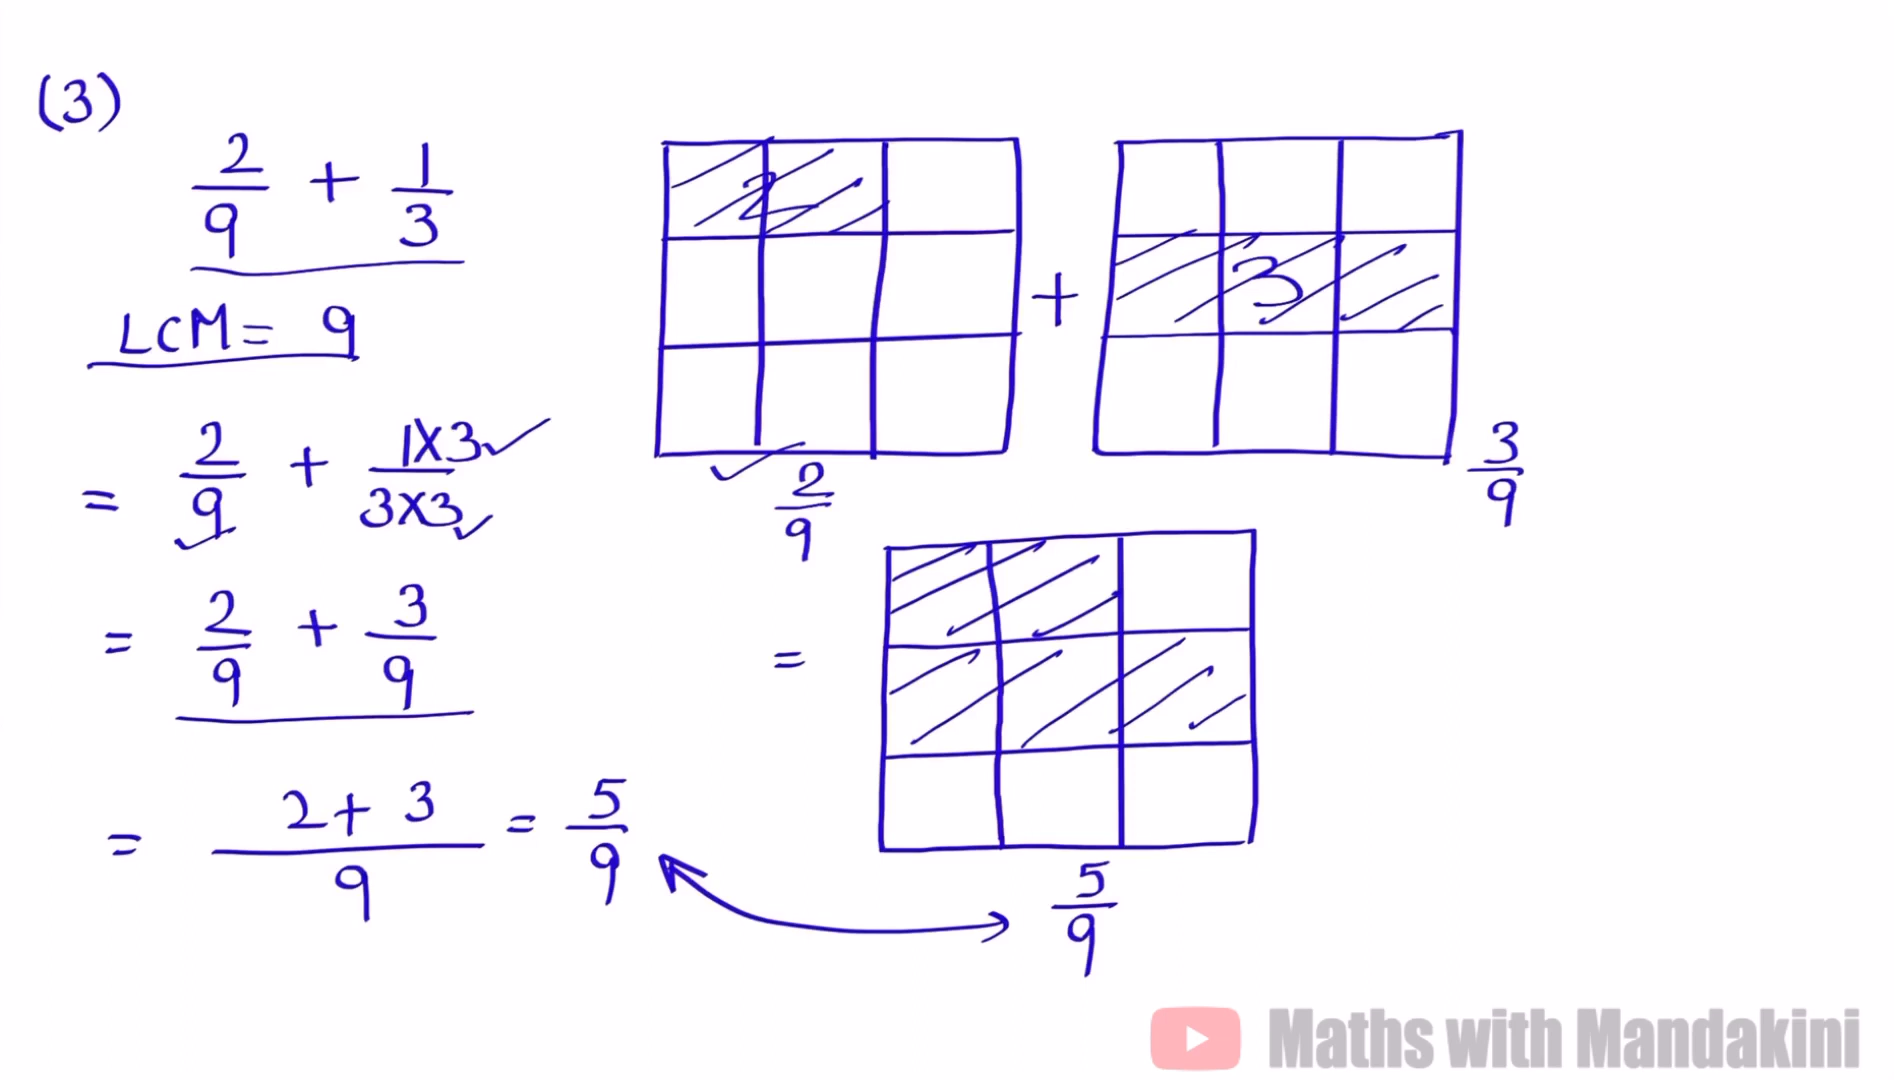 (3)
2/9 + 1/3
LCM = 9
= 2/9 + 1X3/3X3
= 2/9 + 3/9
= 2+3/9 = 5/9
2
+
3
2/9
3/9
=
5/9
Maths with Mandakini